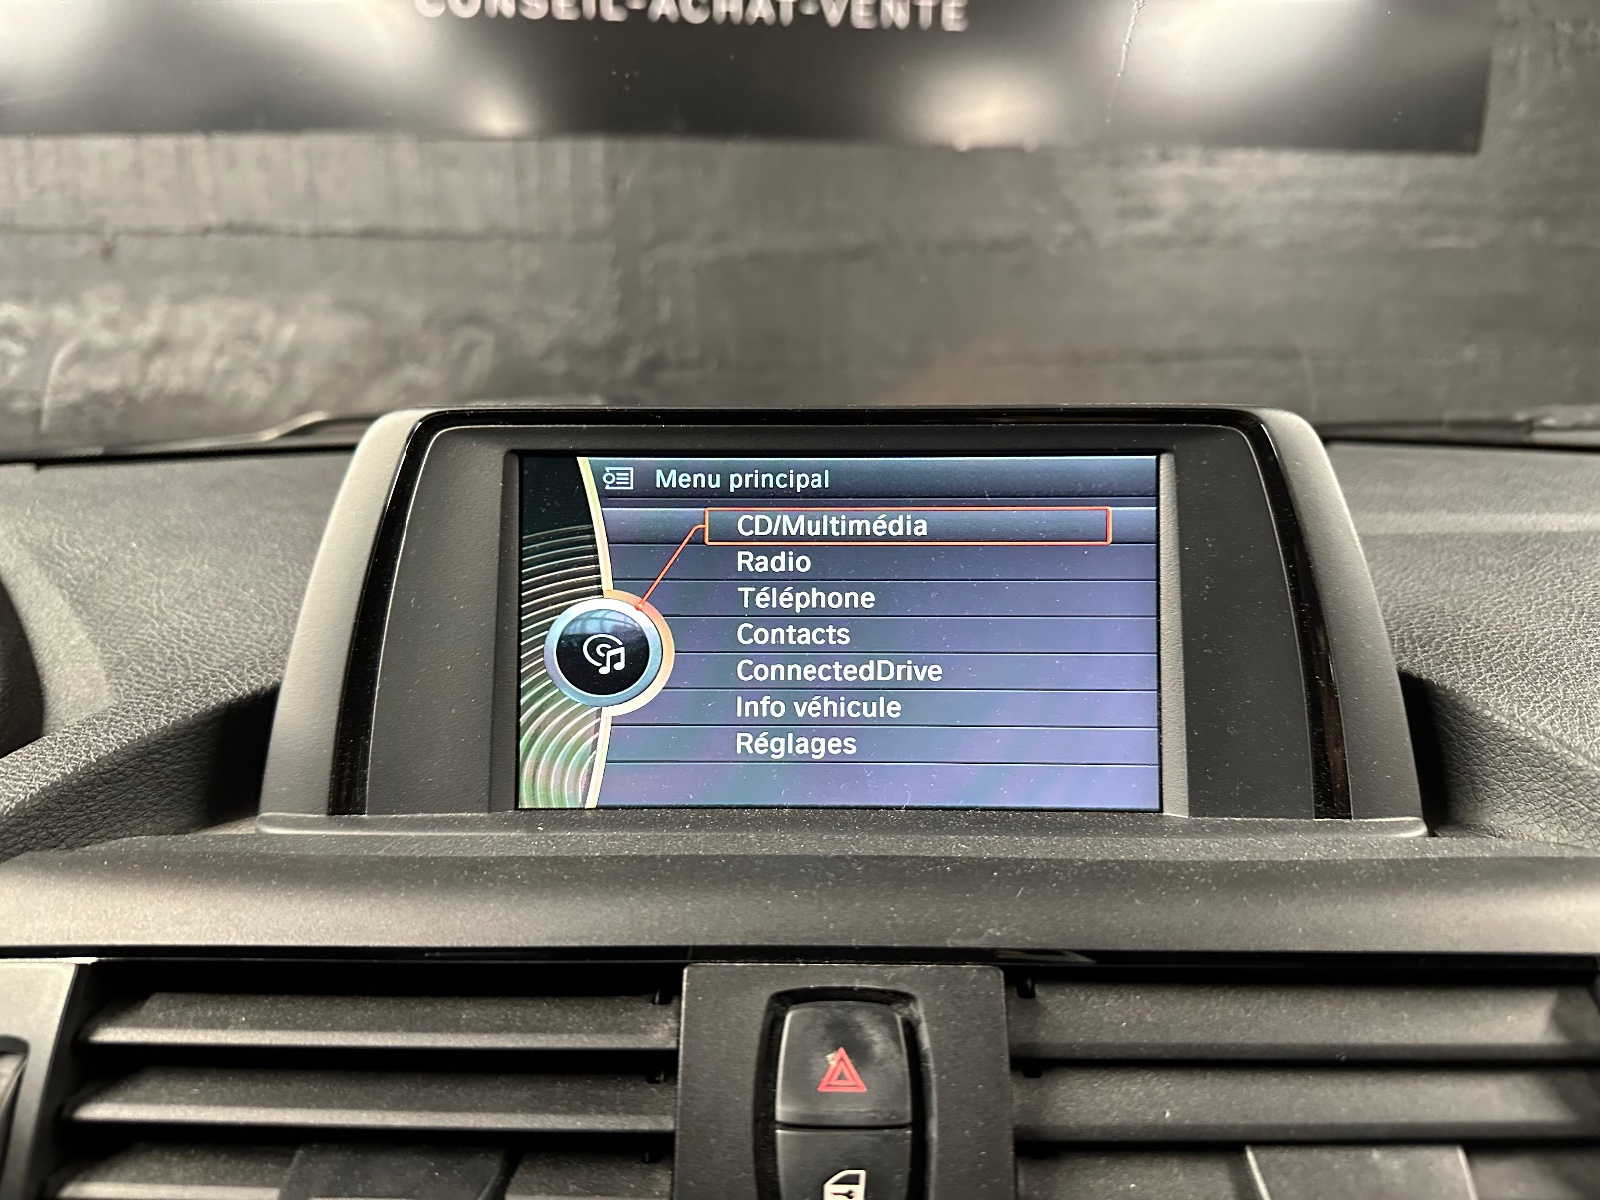 CONSEIL-ACHAT-VENTE
Menu principal
CD/Multimédia
Radio
Téléphone
Contacts
ConnectedDrive
Info véhicule
Réglages